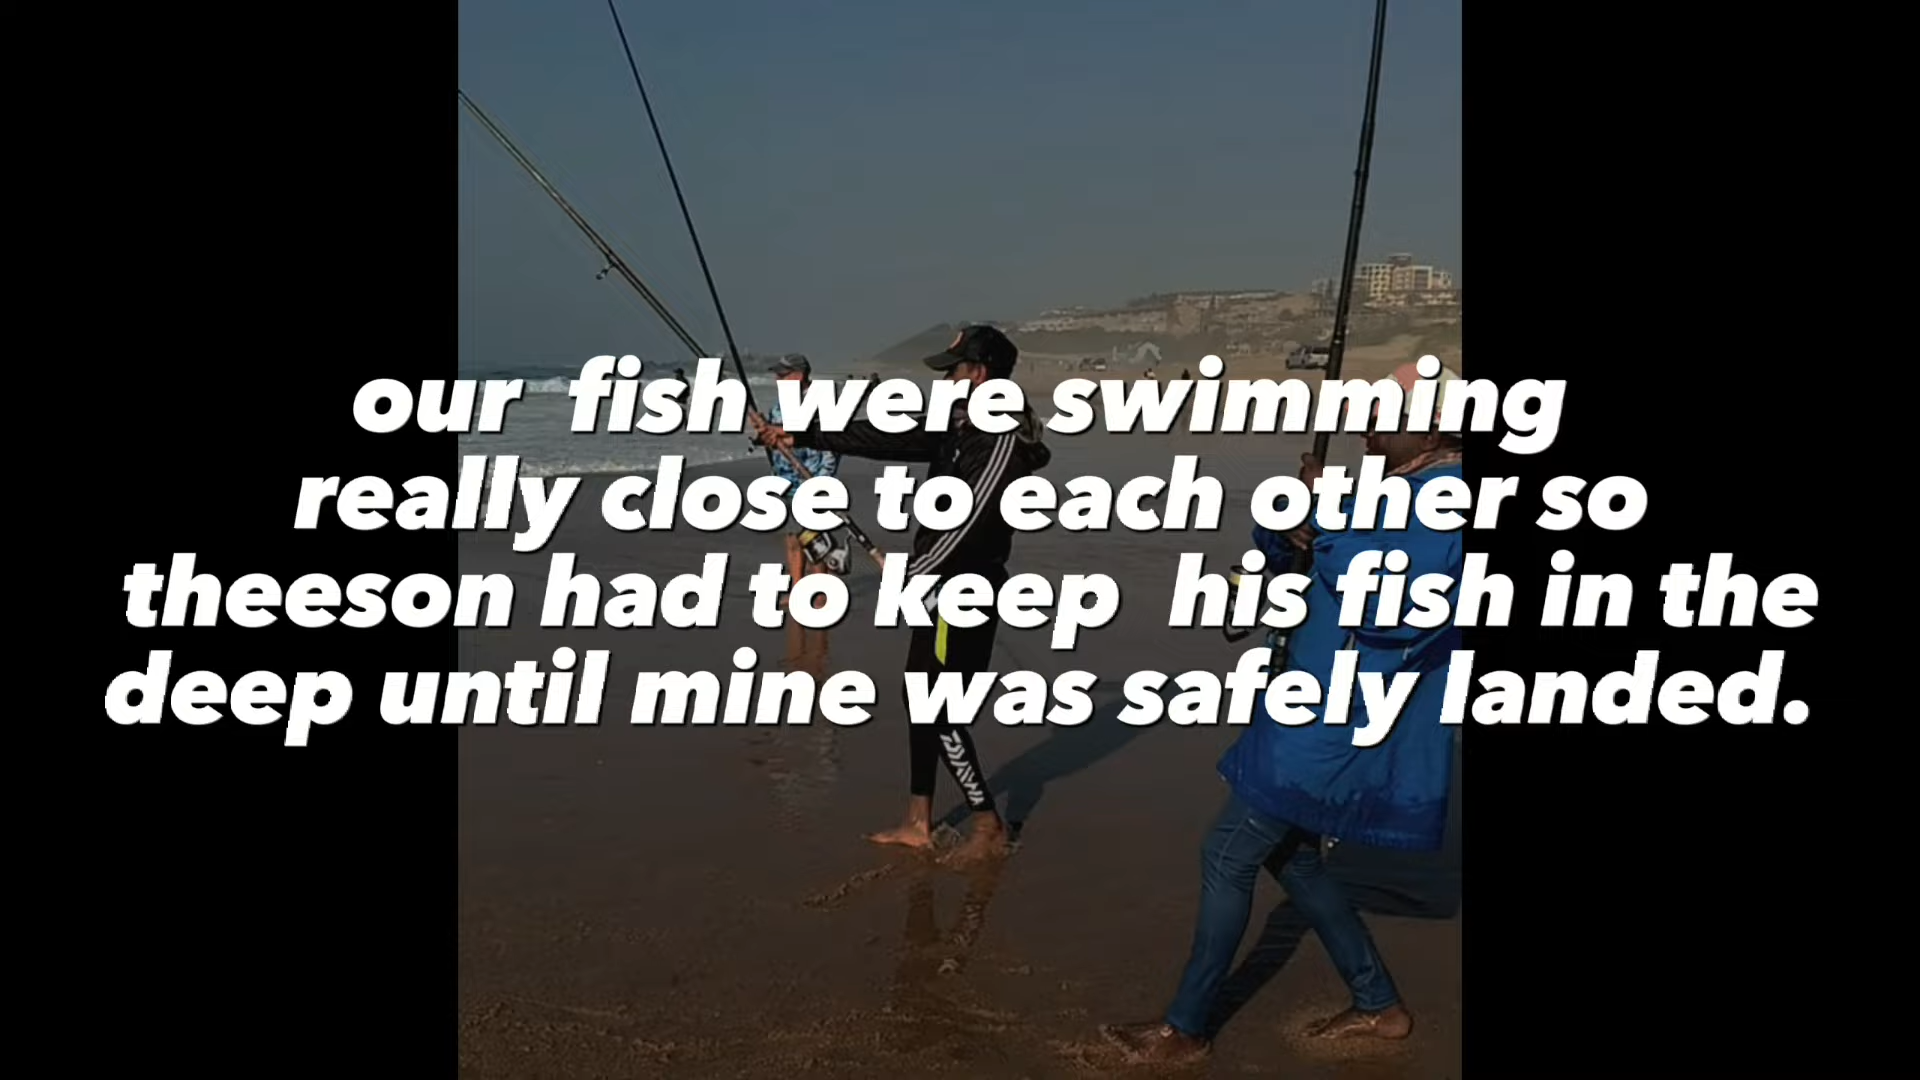 our  fish were swimming
really close to each other so
theeson had to keep  his fish in the
deep until mine was safely landed.
DAIWA